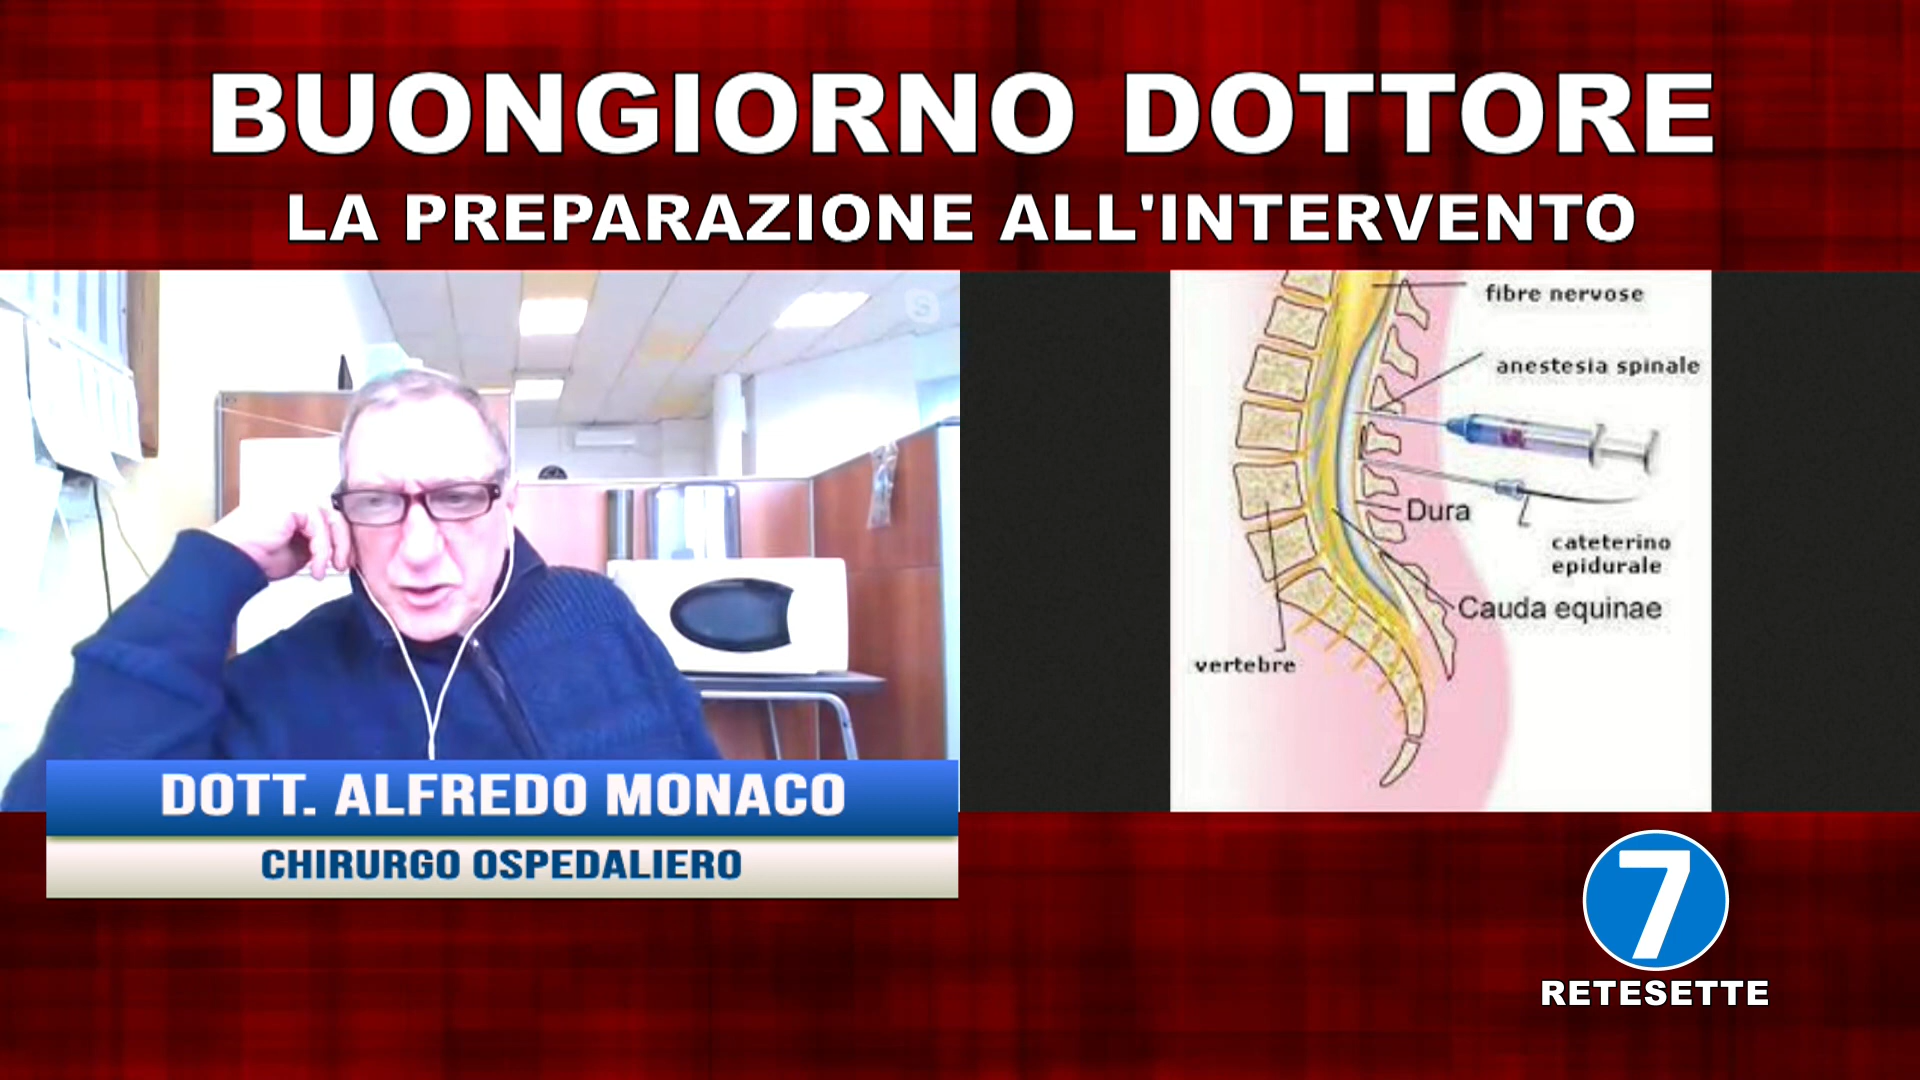 BUONGIORNO DOTTORE
LA PREPARAZIONE ALL'INTERVENTO
fibre nervose
anestesia spinale
Dura
cateterino
epidurale
Cauda equinae
vertebre
DOTT. ALFREDO MONACO
CHIRURGO OSPEDALIERO
7
RETESETTE